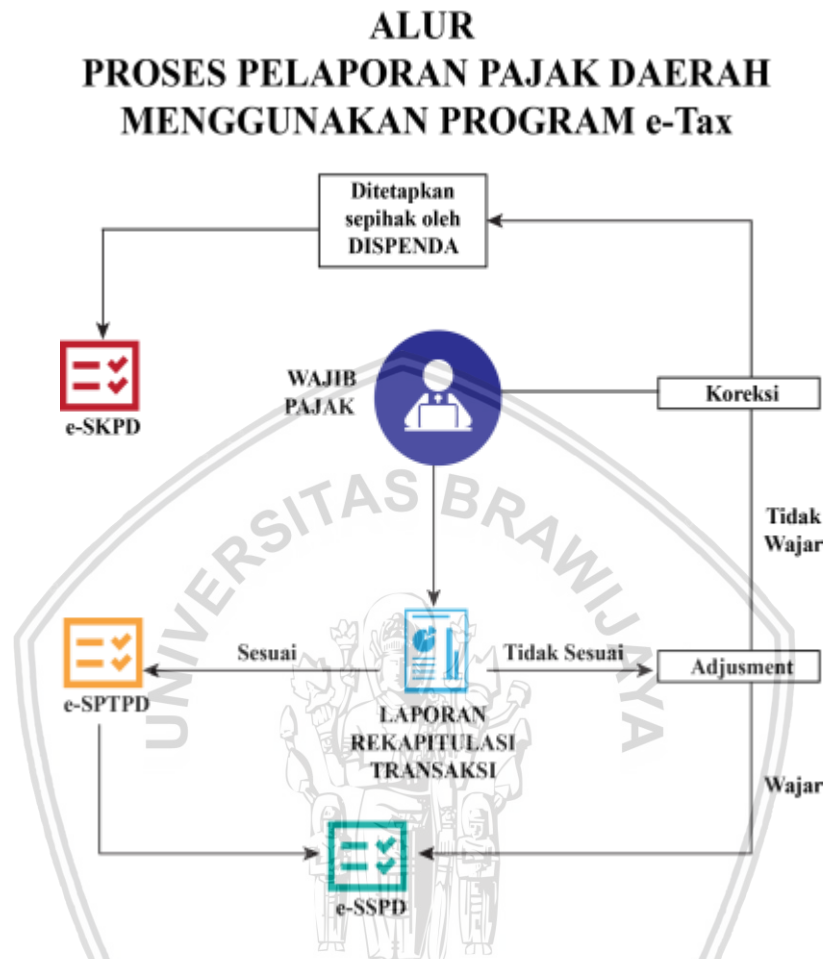 ALUR
PROSES PELAPORAN PAJAK DAERAH
MENGGUNAKAN PROGRAM e-Tax
Ditetapkan
sepihak oleh
DISPENDA
WAJIB
PAJAK
Koreksi
e-SKPD
Tidak
Wajar
UNIVERSITAS BRAWIJAYA
Sesuai
Tidak Sesuai
Adjusment
e-SPTPD
LAPORAN
REKAPITULASI
TRANSAKSI
Wajar
e-SSPD